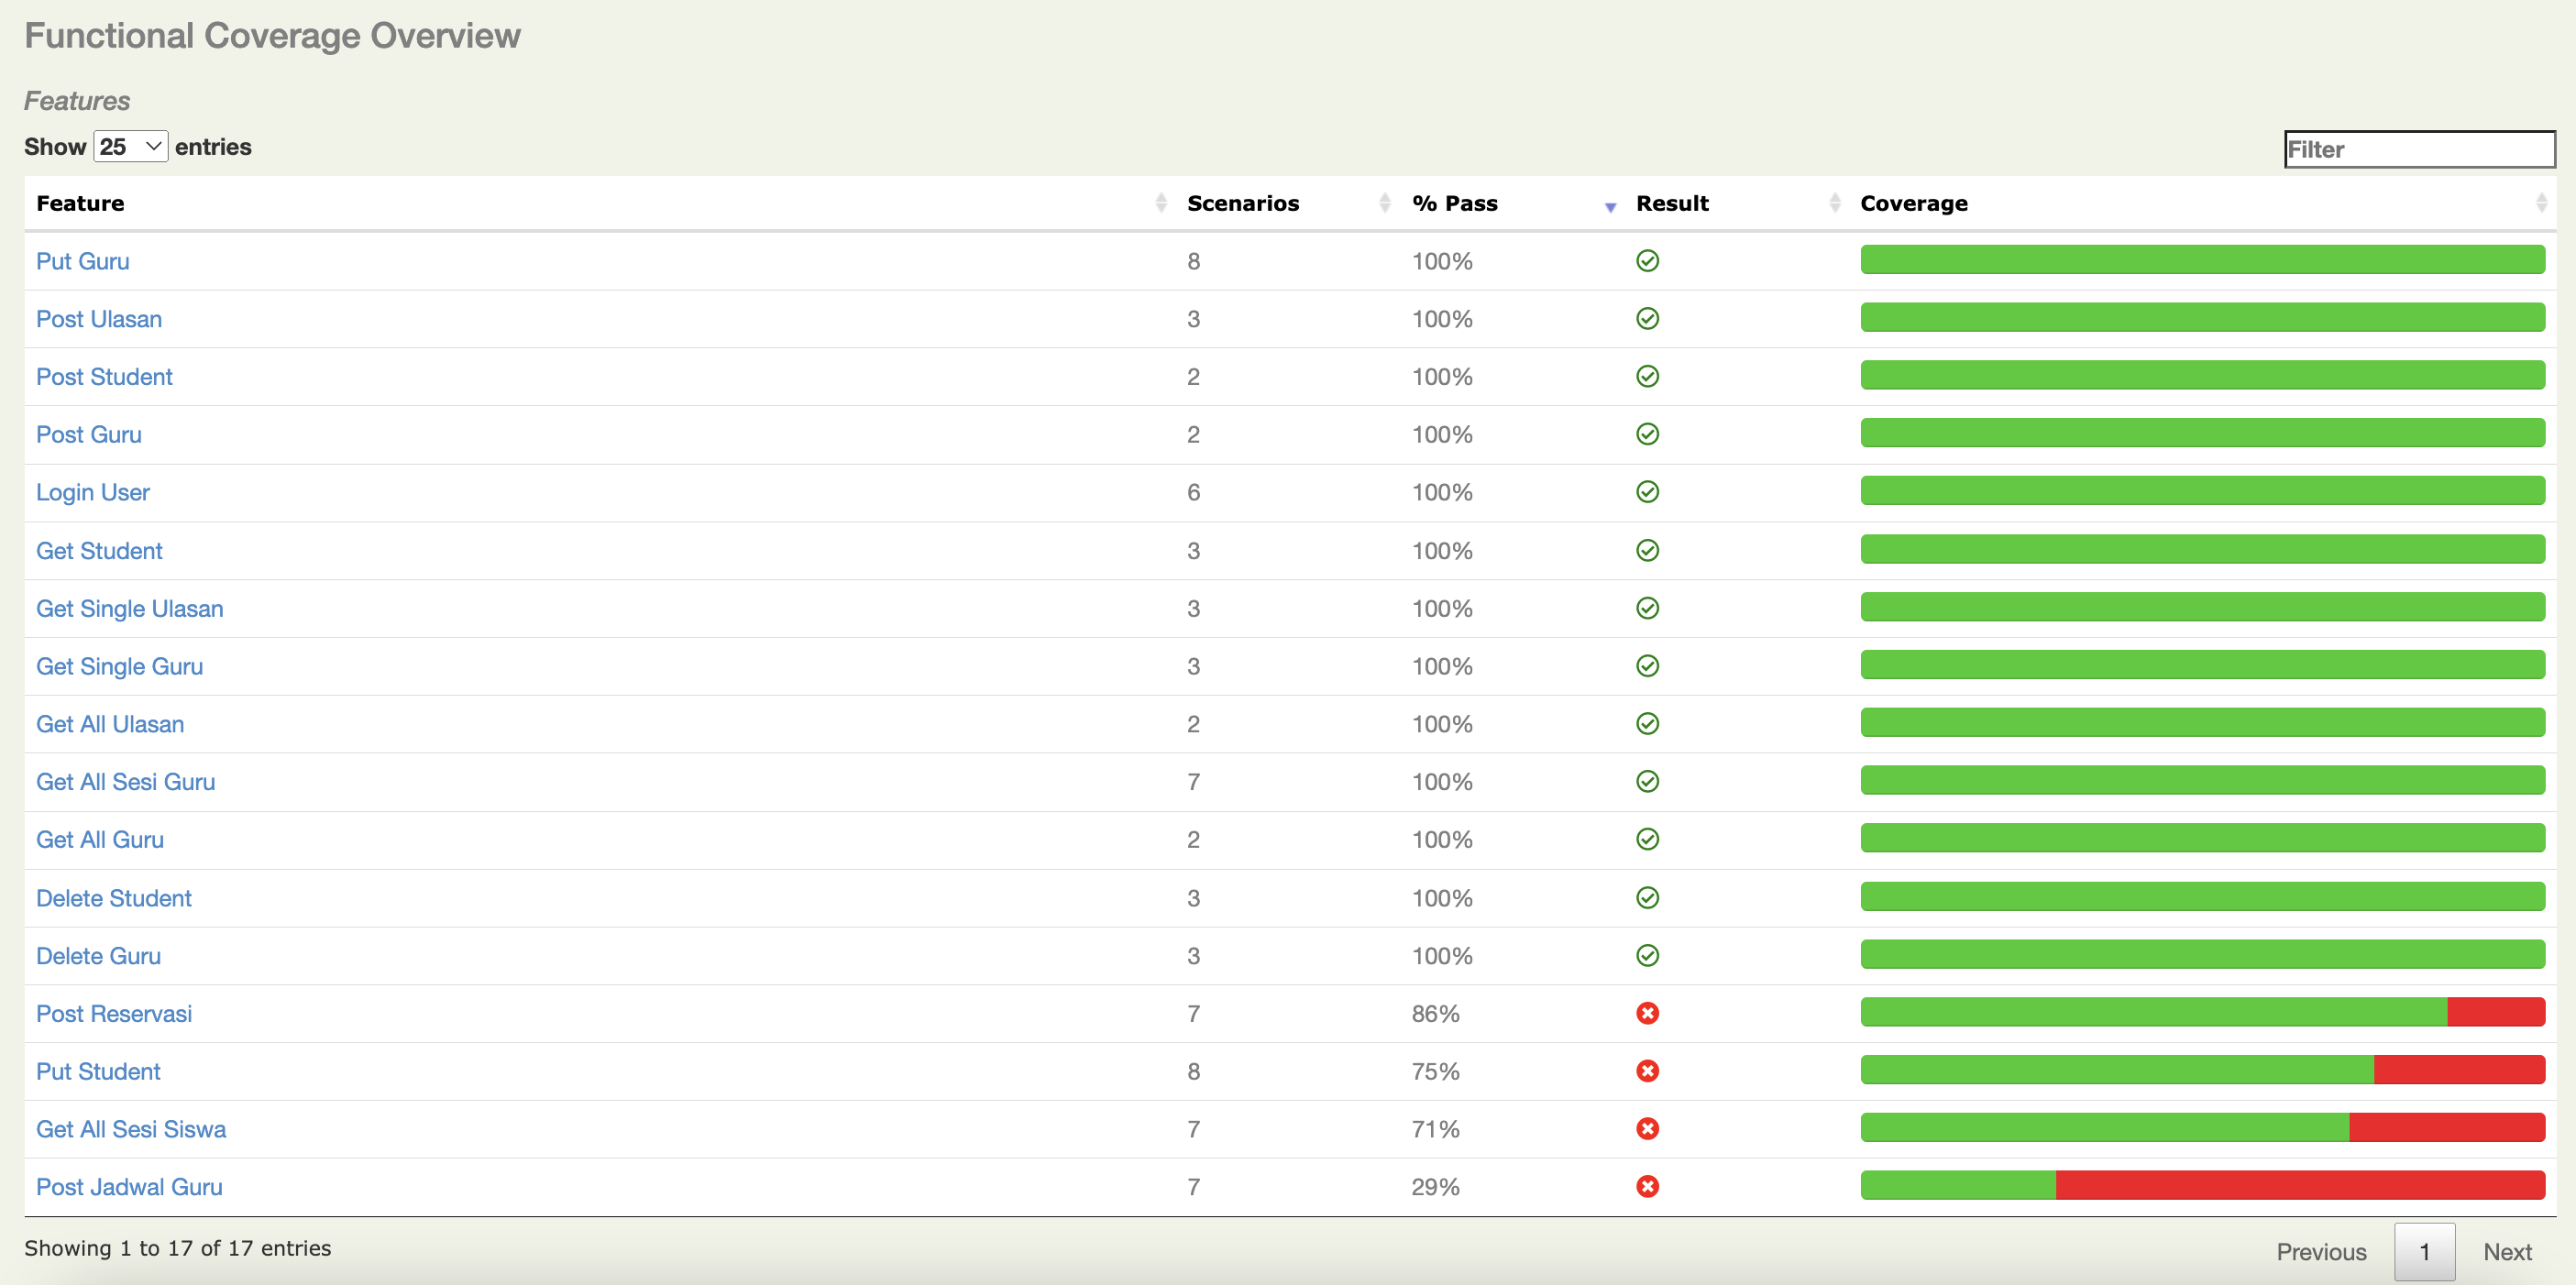 Functional Coverage Overview
Features
Show 25 entries
Filter
Feature Scenarios % Pass Result Coverage
Put Guru 8 100%
Post Ulasan 3 100%
Post Student 2 100%
Post Guru 2 100%
Login User 6 100%
Get Student 3 100%
Get Single Ulasan 3 100%
Get Single Guru 3 100%
Get All Ulasan 2 100%
Get All Sesi Guru 7 100%
Get All Guru 2 100%
Delete Student 3 100%
Delete Guru 3 100%
Post Reservasi 7 86%
Put Student 8 75%
Get All Sesi Siswa 7 71%
Post Jadwal Guru 7 29%
Showing 1 to 17 of 17 entries
Previous 1 Next